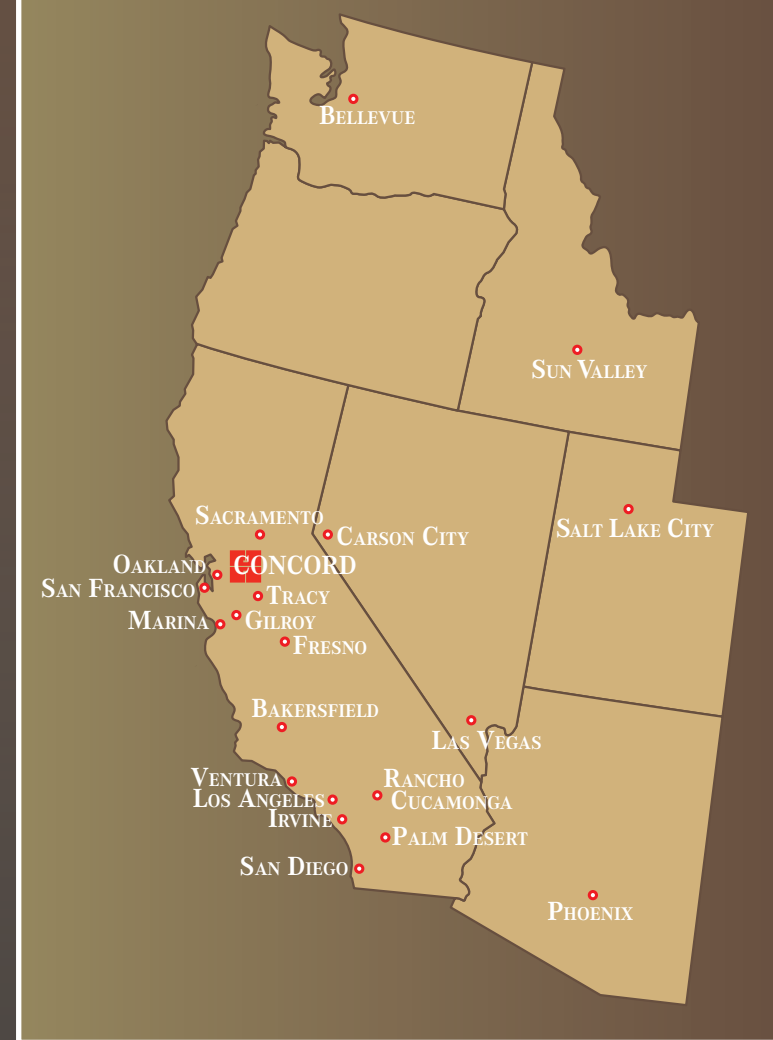 BELLEVUE
SUN VALLEY
SACRAMENTO
CARSON CITY
SALT LAKE CITY
OAKLAND
CONCORD
SAN FRANCISCO
TRACY
MARINA
GILROY
FRESNO
BAKERSFIELD
LAS VEGAS
VENTURA
RANCHO
CUCAMONGA
LOS ANGELES
IRVINE
PALM DESERT
SAN DIEGO
PHOENIX